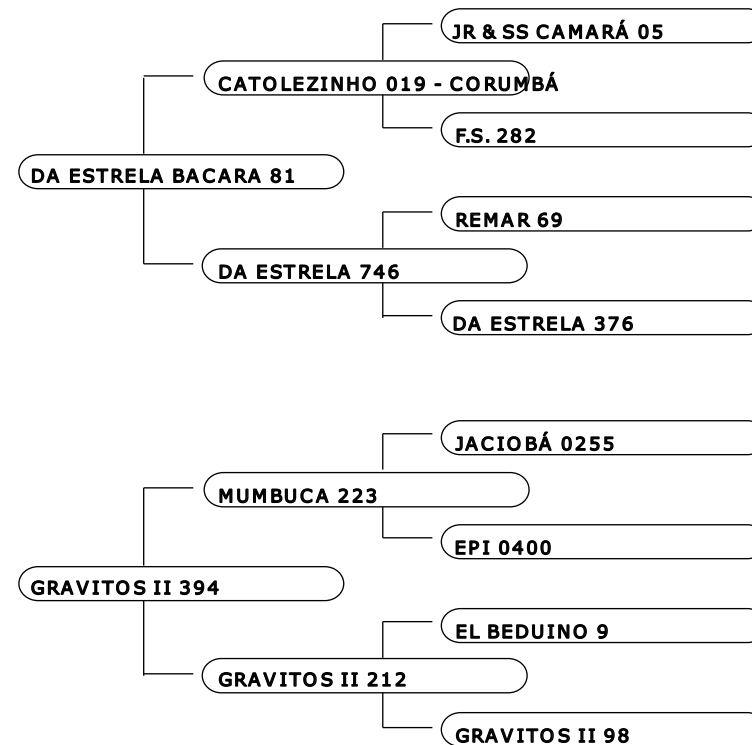 JR & SS CAMARÁ 05
CATOLEZINHO 019 - CORUMBÁ
F.S. 282
DA ESTRELA BACARA 81
REMAR 69
DA ESTRELA 746
DA ESTRELA 376
JACIOBÁ 0255
MUMBUCA 223
EPI 0400
GRAVITOS II 394
EL BEDUINO 9
GRAVITOS II 212
GRAVITOS II 98